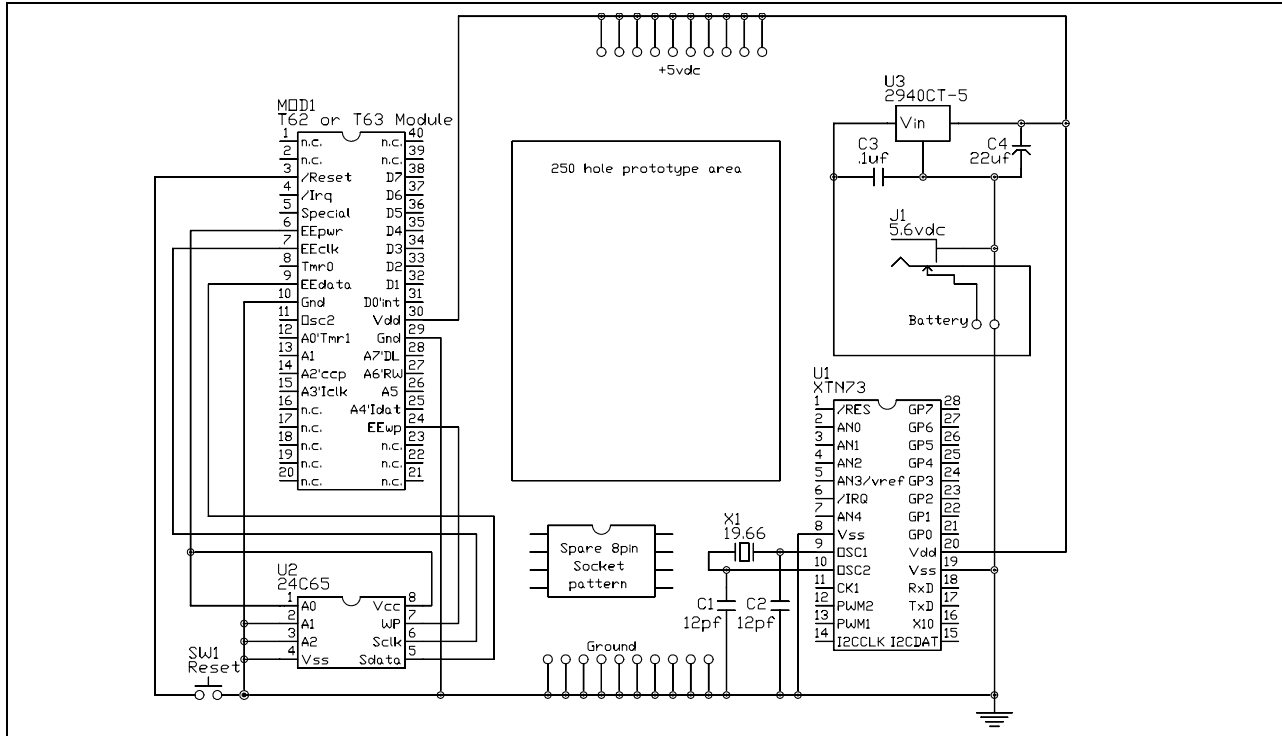 +5vdc
MOD1
T62 or T63 Module
1 n.c. n.c. 40
2 n.c. n.c. 39
3 /Reset D7 38
4 /Irq D6 37
5 Special D5 36
6 EEpwr D4 35
7 EEclk D3 34
8 Tmr0 D2 33
9 EEdata D1 32
10 Gnd D0'int 31
11 Osc2 Vdd 30
12 A0'Tmr1 Gnd 29
13 A1 A7'DL 28
14 A2'ccp A6'RW 27
15 A3'Iclk A5 26
16 n.c. A4'Idat 25
17 n.c. EEwp 24
18 n.c. n.c. 23
19 n.c. n.c. 22
20 n.c. n.c. 21
250 hole prototype area
U3
2940CT-5
Vin
C3
.1uf
C4
22uf
J1
5.6vdc
Battery
U1
XTN73
1 /RES GP7 28
2 AN0 GP6 27
3 AN1 GP5 26
4 AN2 GP4 25
5 AN3/vref GP3 24
6 /IRQ GP2 23
7 AN4 GP1 22
8 Vss GP0 21
9 OSC1 Vdd 20
10 OSC2 Vss 19
11 CK1 RxD 18
12 PWM2 TxD 17
13 PWM1 X10 16
14 I2CCLK I2CDAT 15
X1
19.66
C1
12pf
C2
12pf
Spare 8pin
Socket
pattern
U2
24C65
1 A0 Vcc 8
2 A1 WP 7
3 A2 Sclk 6
4 Vss Sdata 5
SW1
Reset
Ground